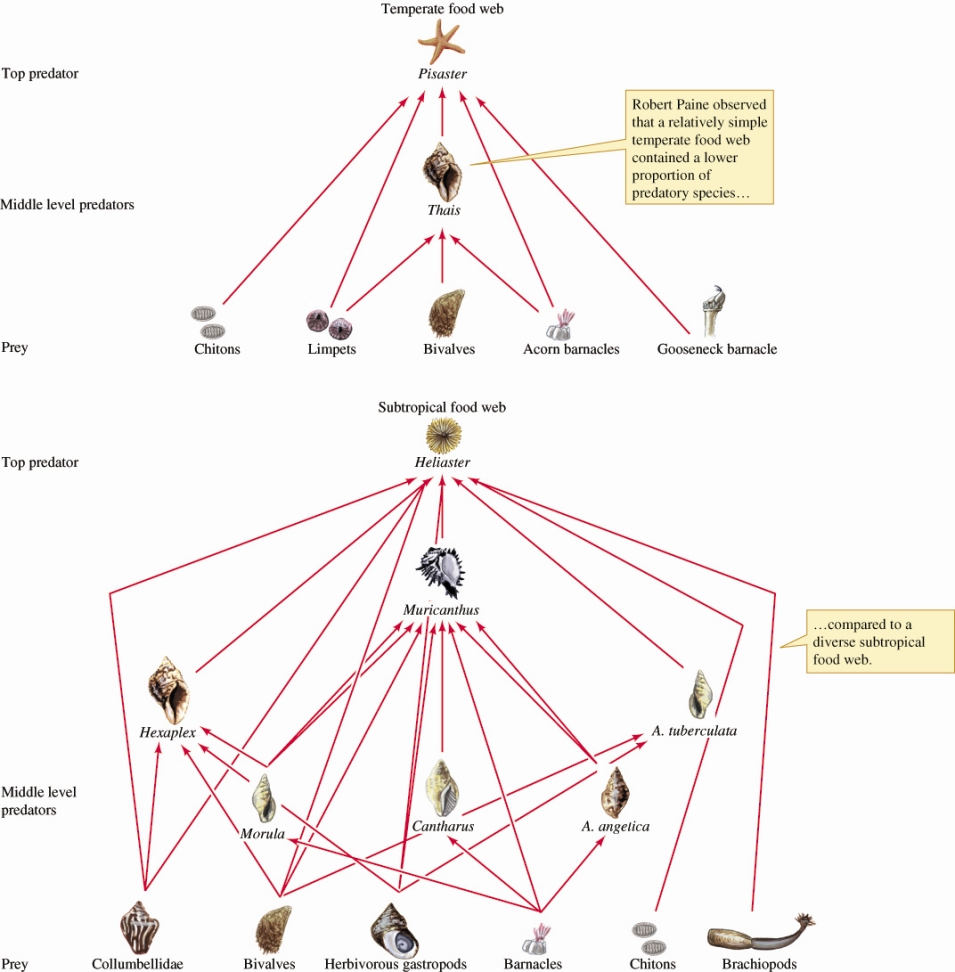 Temperate food web
Top predator
Pisaster
Robert Paine observed
that a relatively simple
temperate food web
contained a lower
proportion of
predatory species…
Middle level predators
Thais
Prey
Chitons
Limpets
Bivalves
Acorn barnacles
Gooseneck barnacle
Subtropical food web
Top predator
Heliaster
Muricanthus
…compared to a
diverse subtropical
food web.
Hexaplex
A. tuberculata
Middle level
predators
Morula
Cantharus
A. angetica
Prey
Collumbellidae
Bivalves
Herbivorous gastropods
Barnacles
Chitons
Brachiopods